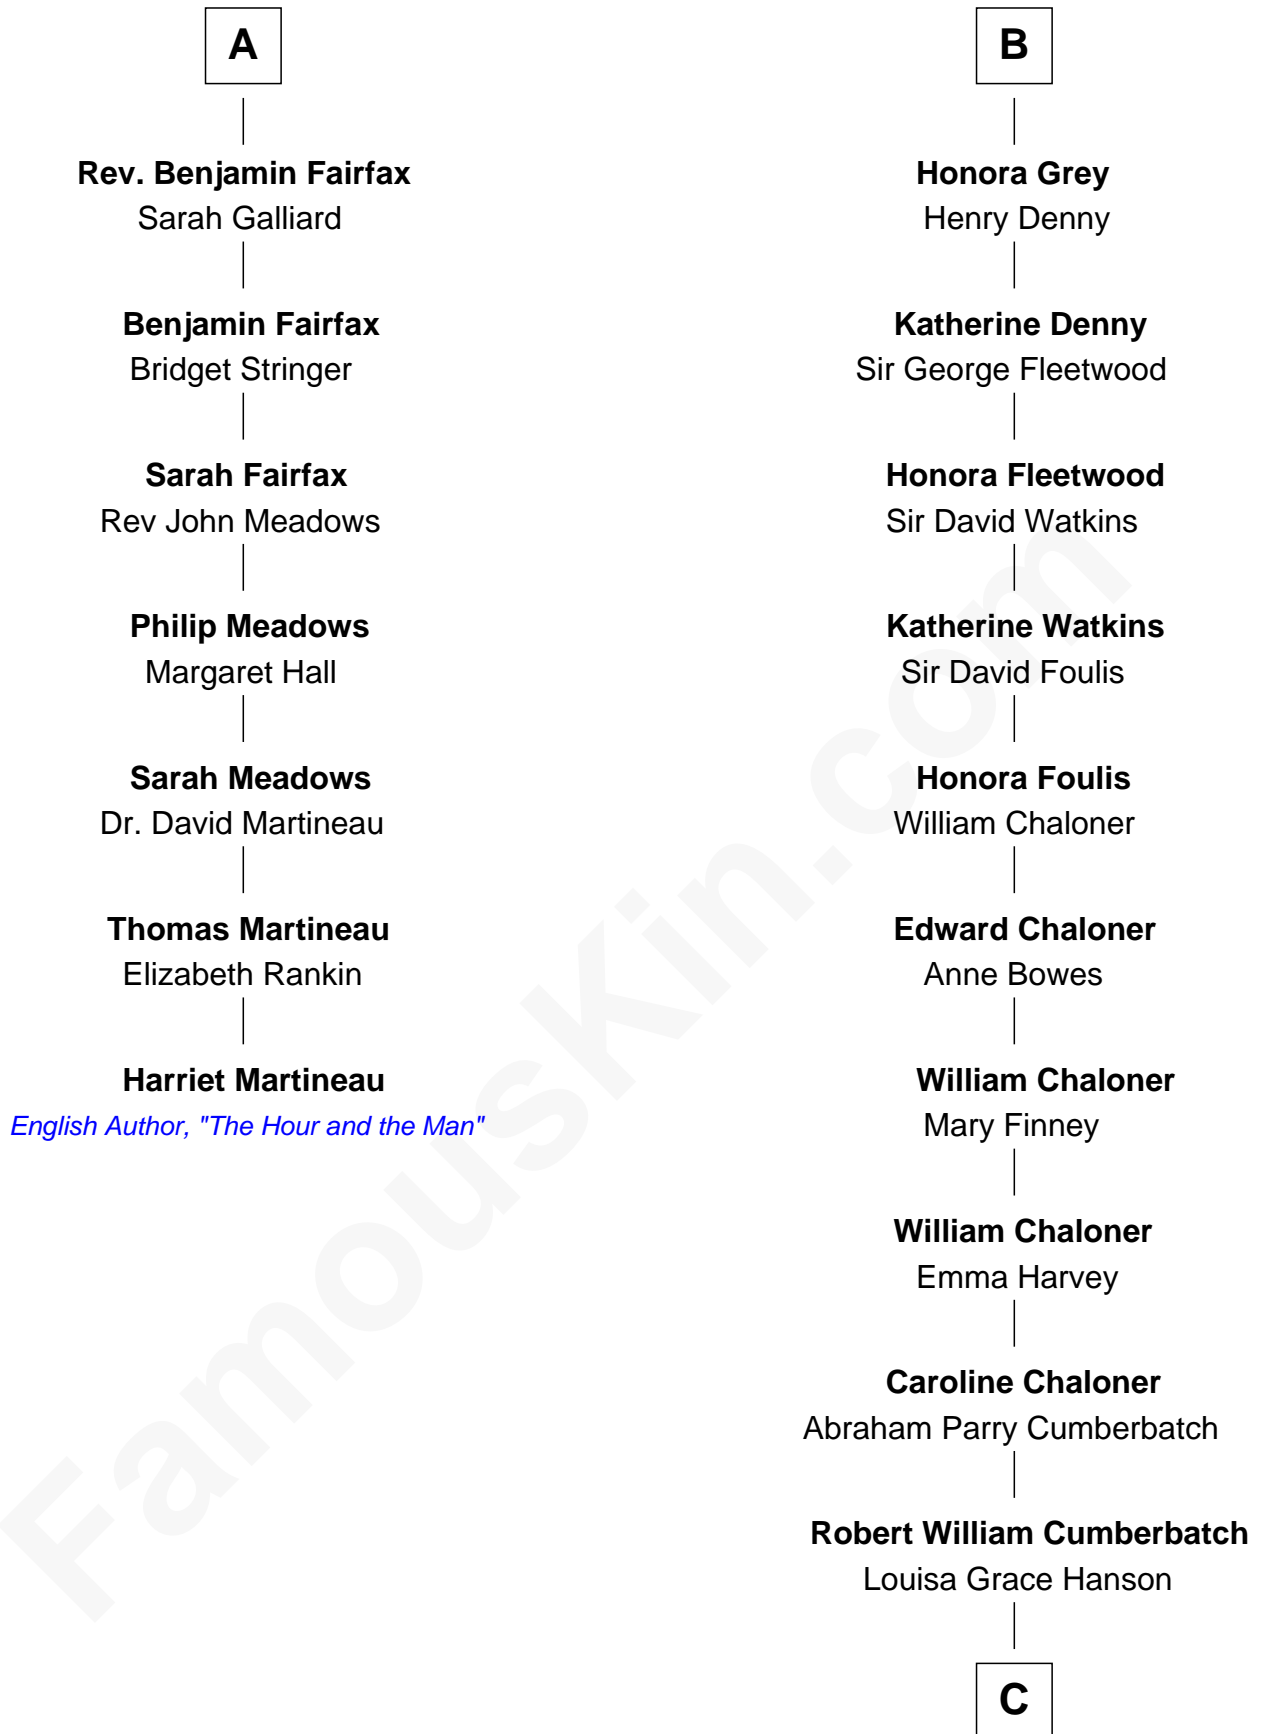 A
Rev. Benjamin Fairfax
Sarah Galliard
Benjamin Fairfax
Bridget Stringer
Sarah Fairfax
Rev John Meadows
Philip Meadows
Margaret Hall
Sarah Meadows
Dr. David Martineau
Thomas Martineau
Elizabeth Rankin
Harriet Martineau
English Author, "The Hour and the Man"
B
Honora Grey
Henry Denny
Katherine Denny
Sir George Fleetwood
Honora Fleetwood
Sir David Watkins
Katherine Watkins
Sir David Foulis
Honora Foulis
William Chaloner
Edward Chaloner
Anne Bowes
William Chaloner
Mary Finney
William Chaloner
Emma Harvey
Caroline Chaloner
Abraham Parry Cumberbatch
Robert William Cumberbatch
Louisa Grace Hanson
C
FamousKin.com